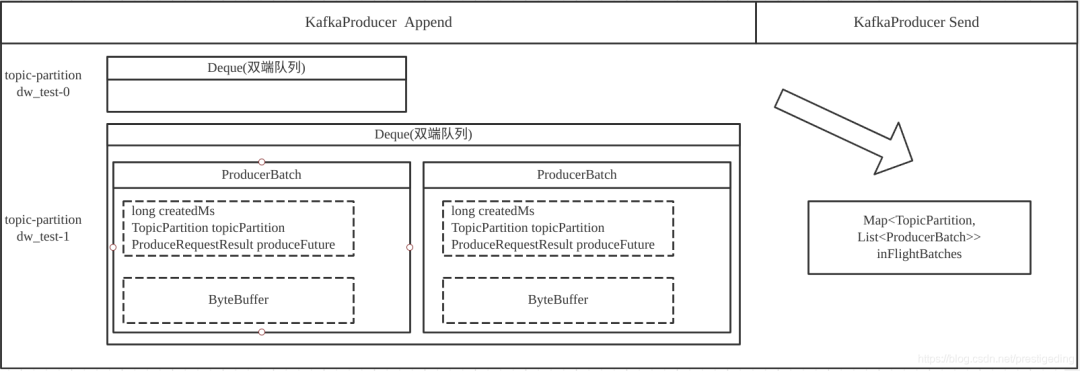 KafkaProducer Append
KafkaProducer Send
topic-partition
dw_test-0
Deque(双端队列)
topic-partition
dw_test-1
Deque(双端队列)
ProducerBatch
long createdMs
TopicPartition topicPartition
ProduceRequestResult produceFuture
ByteBuffer
ProducerBatch
long createdMs
TopicPartition topicPartition
ProduceRequestResult produceFuture
ByteBuffer
Map<TopicPartition,
List<ProducerBatch>>
inFlightBatches
https://blog.csdn.net/prestigeding